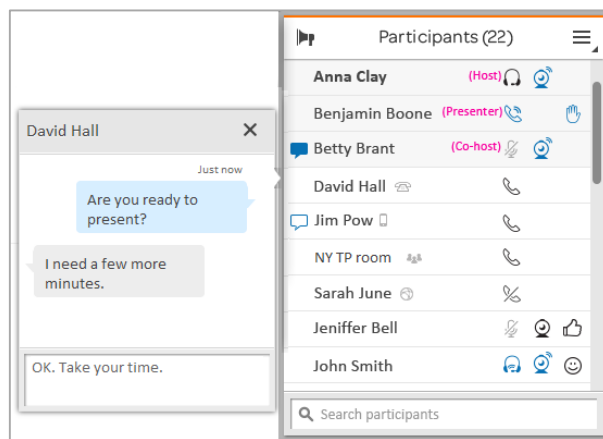 Participants (22)
Anna Clay (Host)
Benjamin Boone (Presenter)
Betty Brant (Co-host)
David Hall
Jim Pow
NY TP room
Sarah June
Jeniffer Bell
John Smith
Search participants
David Hall
Just now
Are you ready to
present?
I need a few more
minutes.
OK. Take your time.